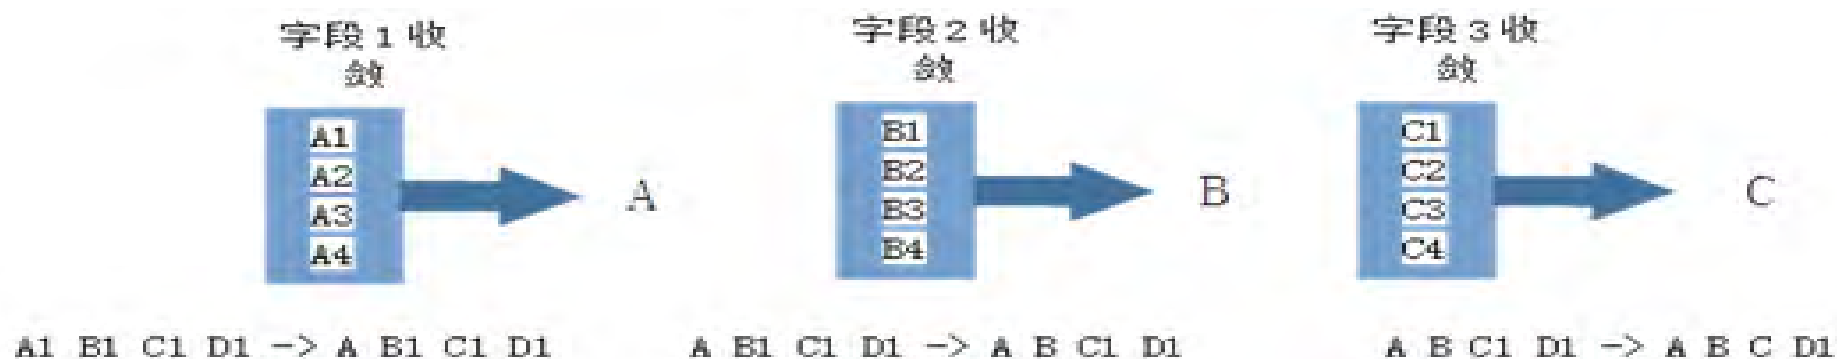 字段1收
敛
A1
A2
A3
A4
A
A1 B1 C1 D1 -> A B1 C1 D1
字段2收
敛
B1
B2
B3
B4
B
A B1 C1 D1 -> A B C1 D1
字段3收
敛
C1
C2
C3
C4
C
A B C1 D1 -> A B C D1